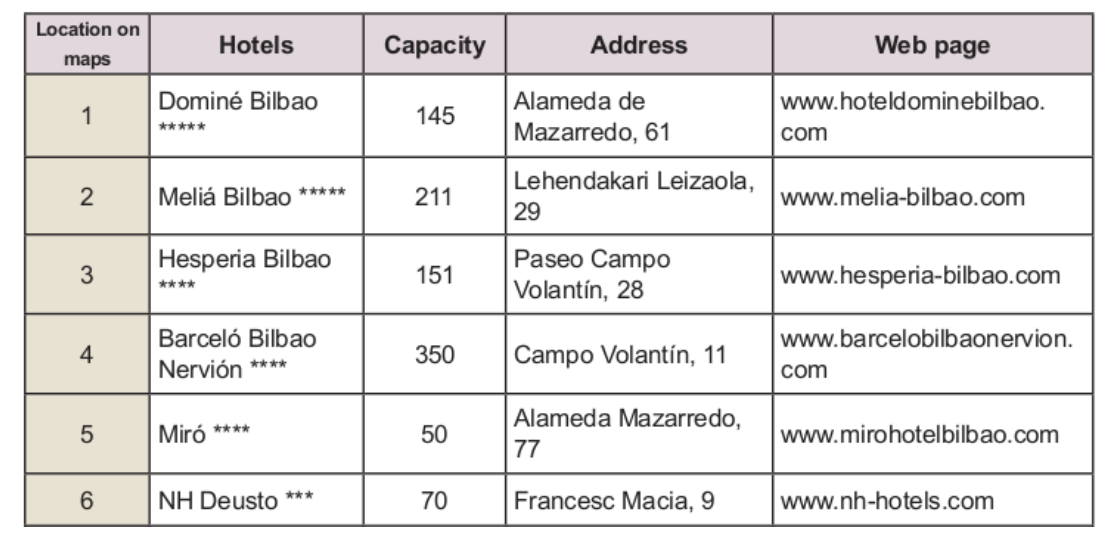 Location on
maps
Hotels
Capacity
Address
Web page
1
Dominé Bilbao
*****
145
Alameda de
Mazarredo, 61
www.hoteldominebilbao.
com
2
Meliá Bilbao *****
211
Lehendakari Leizaola,
29
www.melia-bilbao.com
3
Hesperia Bilbao
****
151
Paseo Campo
Volantín, 28
www.hesperia-bilbao.com
4
Barceló Bilbao
Nervión ****
350
Campo Volantín, 11
www.barcelobilbaonervion.
com
5
Miró ****
50
Alameda Mazarredo,
77
www.mirohotelbilbao.com
6
NH Deusto ***
70
Francesc Macia, 9
www.nh-hotels.com